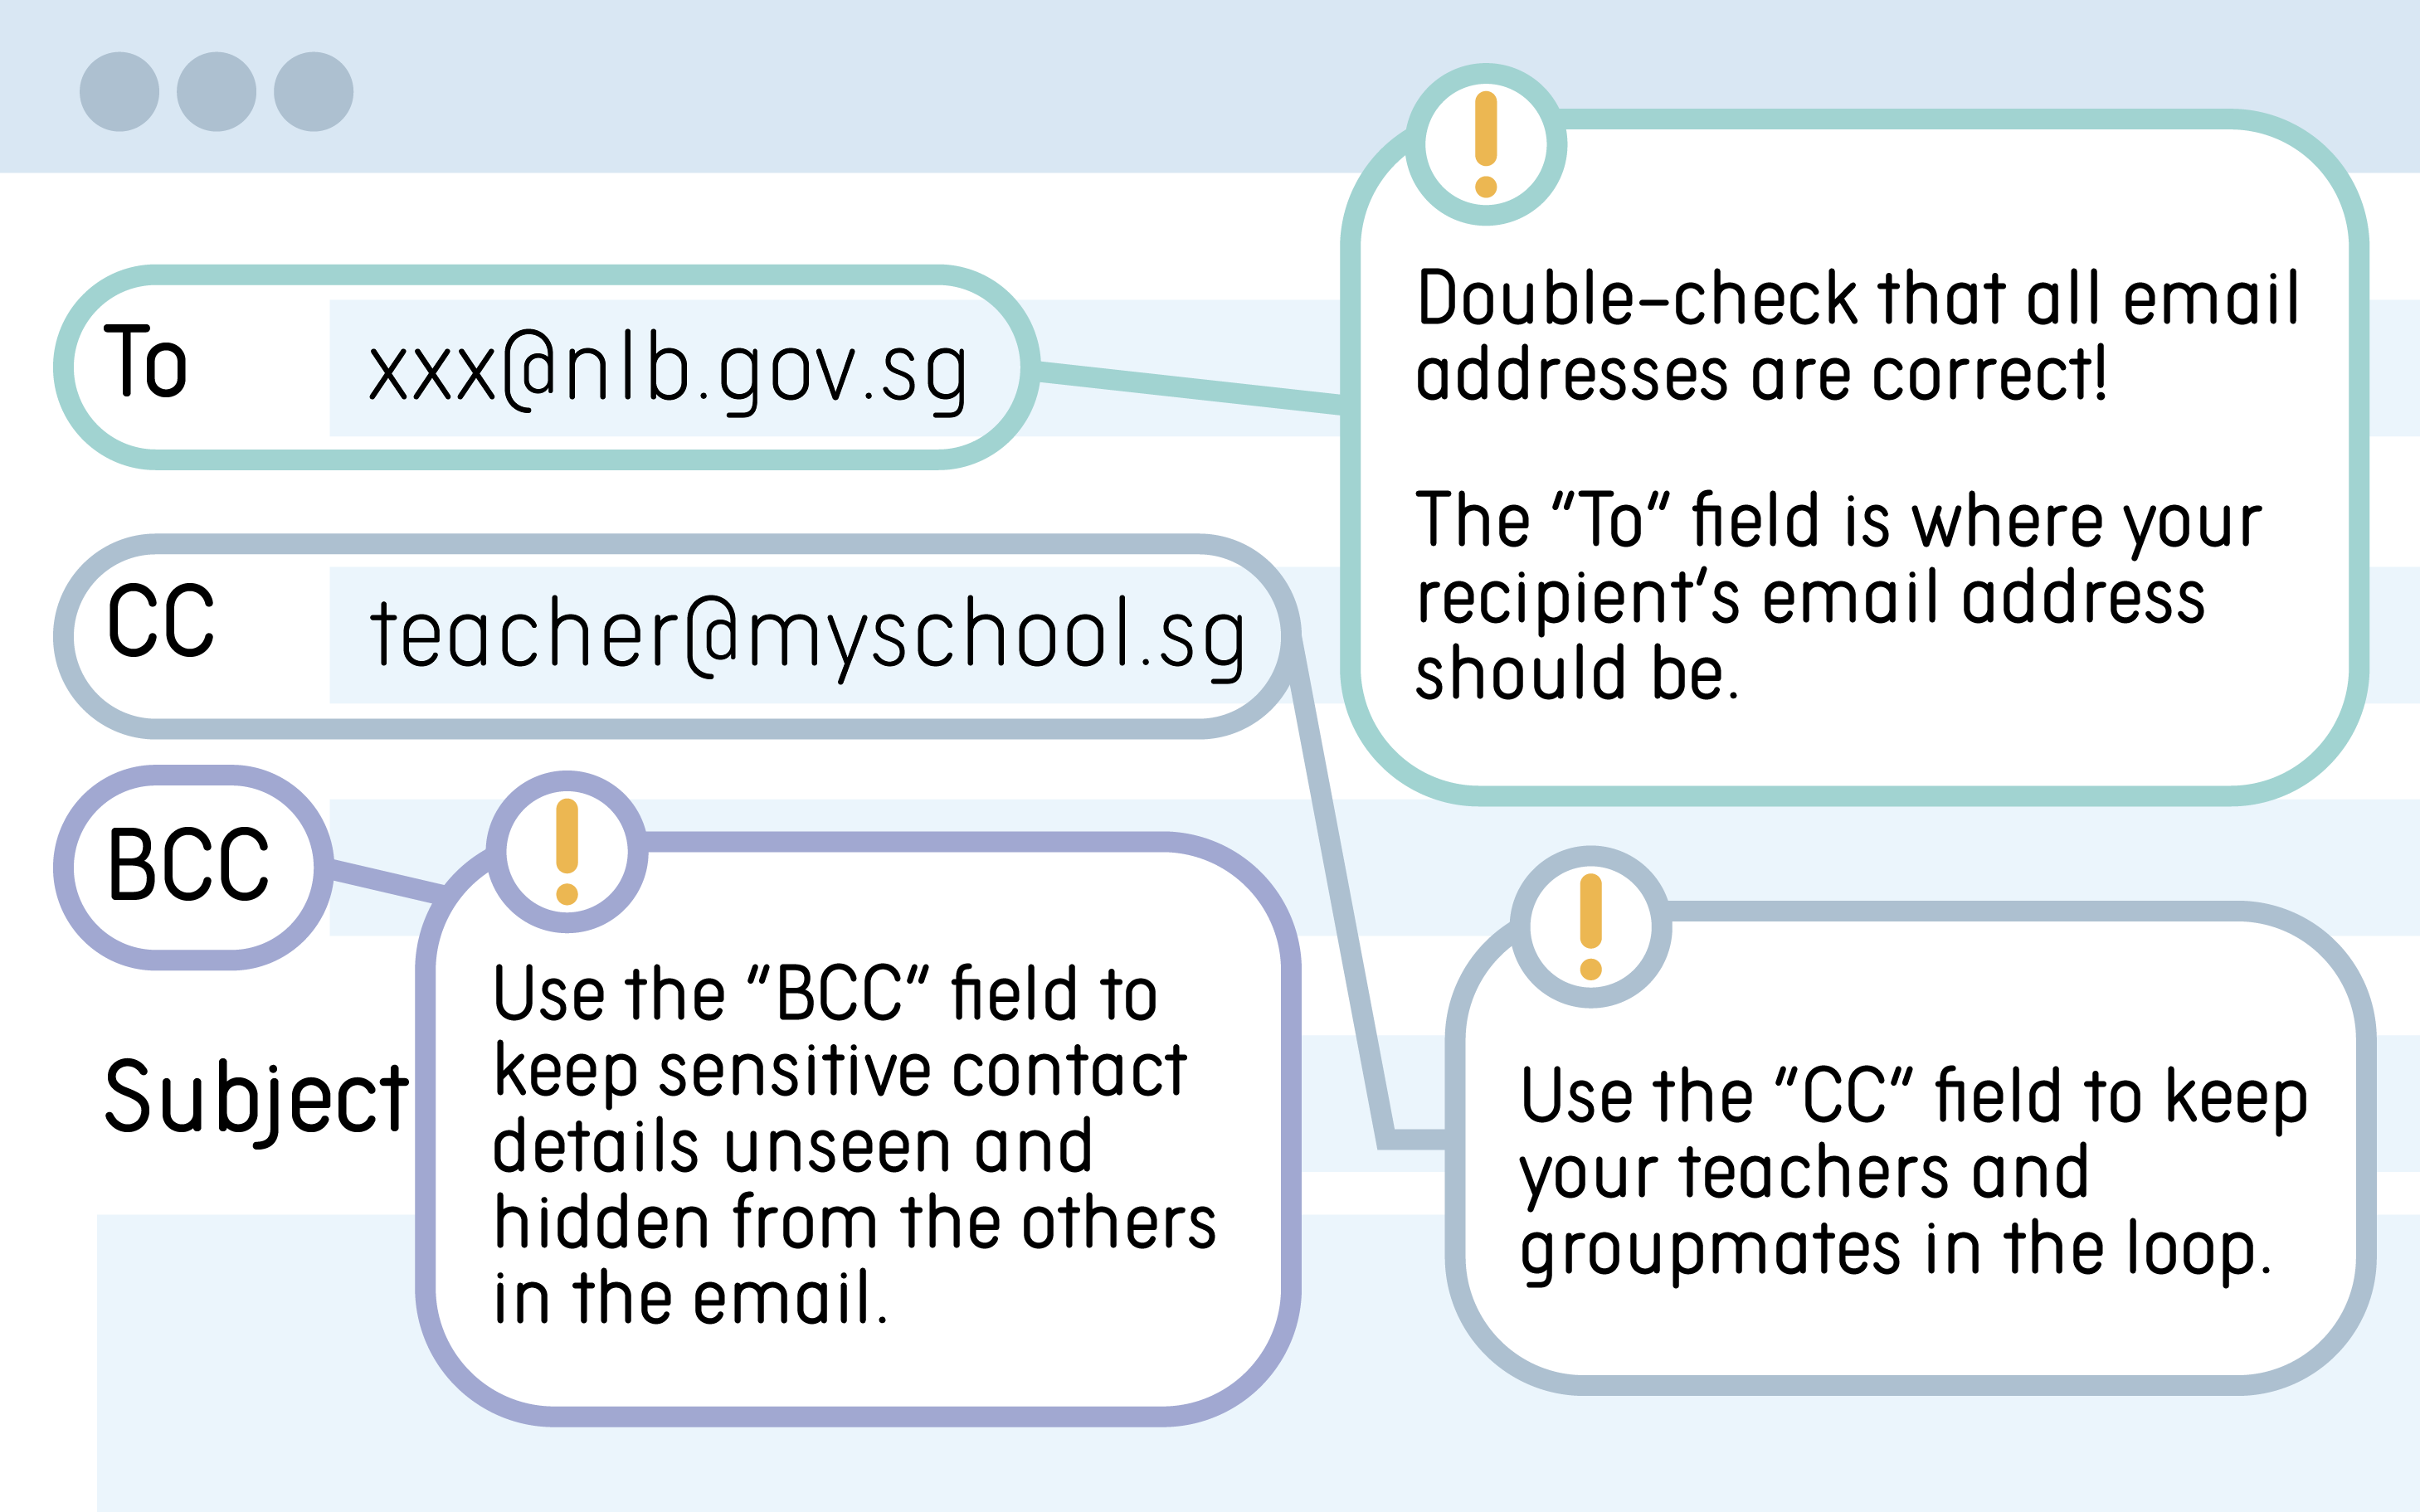 To
xxx@nlb.gov.sg
Double-check that all email
addresses are correct!
The "To" field is where your
recipient's email address
should be.
CC
teacher@myschool.sg
BCC
Use the "BCC" field to
keep sensitive contact
details unseen and
hidden from the others
in the email.
Use the "CC" field to keep
your teachers and
groupmates in the loop.
Subject